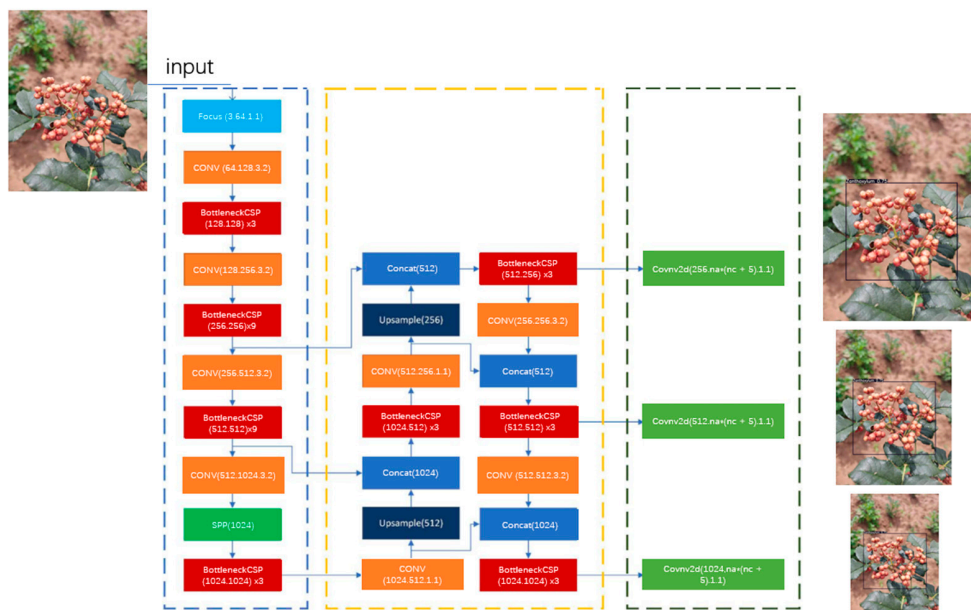 input
Focus (3.64.1.1)
CONV (64.128.3.2)
BottleneckCSP
(128.128) x3
CONV(128.256.3.2)
BottleneckCSP
(256.256)x9
CONV(256.512.3.2)
BottleneckCSP
(512.512)x9
CONV(512.1024.3.2)
SPP(1024)
BottleneckCSP
(1024.1024) x3
Concat(512)
Upsample(256)
CONV(512.256.1.1)
BottleneckCSP
(1024.512) x3
Concat(1024)
Upsample(512)
CONV
(1024.512.1.1)
BottleneckCSP
(512.256) x3
CONV(256.256.3.2)
Concat(512)
BottleneckCSP
(512.512) x3
CONV (512.512.3.2)
Concat(1024)
BottleneckCSP
(1024.1024) x3
Covnv2d(256.na*(nc + 5).1.1)
Covnv2d(512.na*(nc + 5).1.1)
Covnv2d(1024.na*(nc +
5).1.1)